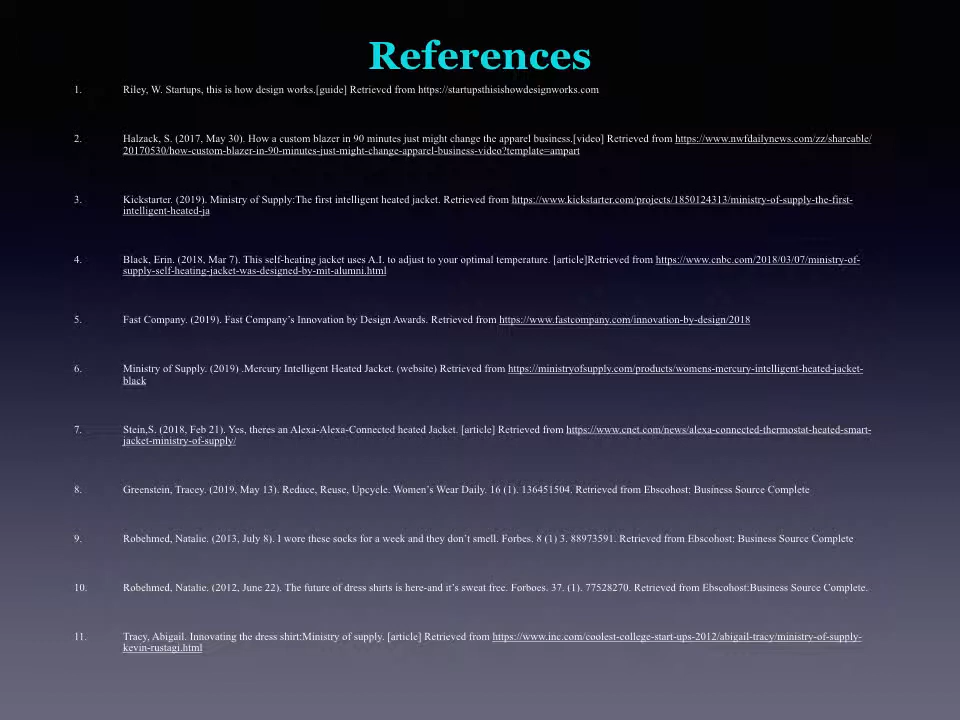 References
1. Riley, W. Startups, this is how design works.[guide] Retrieved from https://startupsthisishowdesignworks.com
2. Halzack, S. (2017, May 30). How a custom blazer in 90 minutes just might change the apparel business.[video] Retrieved from https://www.nwfdailynews.com/zz/shareable/
20170530/how-custom-blazer-in-90-minutes-just-might-change-apparel-business-video?template=ampart
3. Kickstarter. (2019). Ministry of Supply:The first intelligent heated jacket. Retrieved from https://www.kickstarter.com/projects/1850124313/ministry-of-supply-the-first-
intelligent-heated-ja
4. Black, Erin. (2018, Mar 7). This self-heating jacket uses A.I. to adjust to your optimal temperature. [article]Retrieved from https://www.cnbc.com/2018/03/07/ministry-of-
supply-self-heating-jacket-was-designed-by-mit-alumni.html
5. Fast Company. (2019). Fast Company's Innovation by Design Awards. Retrieved from https://www.fastcompany.com/innovation-by-design/2018
6. Ministry of Supply. (2019) .Mercury Intelligent Heated Jacket. (website) Retrieved from https://ministryofsupply.com/products/womens-mercury-intelligent-heated-jacket-
black
7. Stein,S. (2018, Feb 21). Yes, theres an Alexa-Alexa-Connected heated Jacket. [article] Retrieved from https://www.cnet.com/news/alexa-connected-thermostat-heated-smart-
jacket-ministry-of-supply/
8. Greenstein, Tracey. (2019, May 13). Reduce, Reuse, Upcycle. Women's Wear Daily. 16 (1). 136451504. Retrieved from Ebscohost: Business Source Complete
9. Robehmed, Natalie. (2013, July 8). I wore these socks for a week and they don't smell. Forbes. 8 (1) 3. 88973591. Retrieved from Ebscohost; Business Source Complete
10. Robehmed, Natalie. (2012, June 22). The future of dress shirts is here-and it's sweat free. Forboes. 37. (1). 77528270. Retrieved from Ebscohost:Business Source Complete.
11. Tracy, Abigail. Innovating the dress shirt:Ministry of supply. [article] Retrieved from https://www.inc.com/coolest-college-start-ups-2012/abigail-tracy/ministry-of-supply-
kevin-rustagi.html